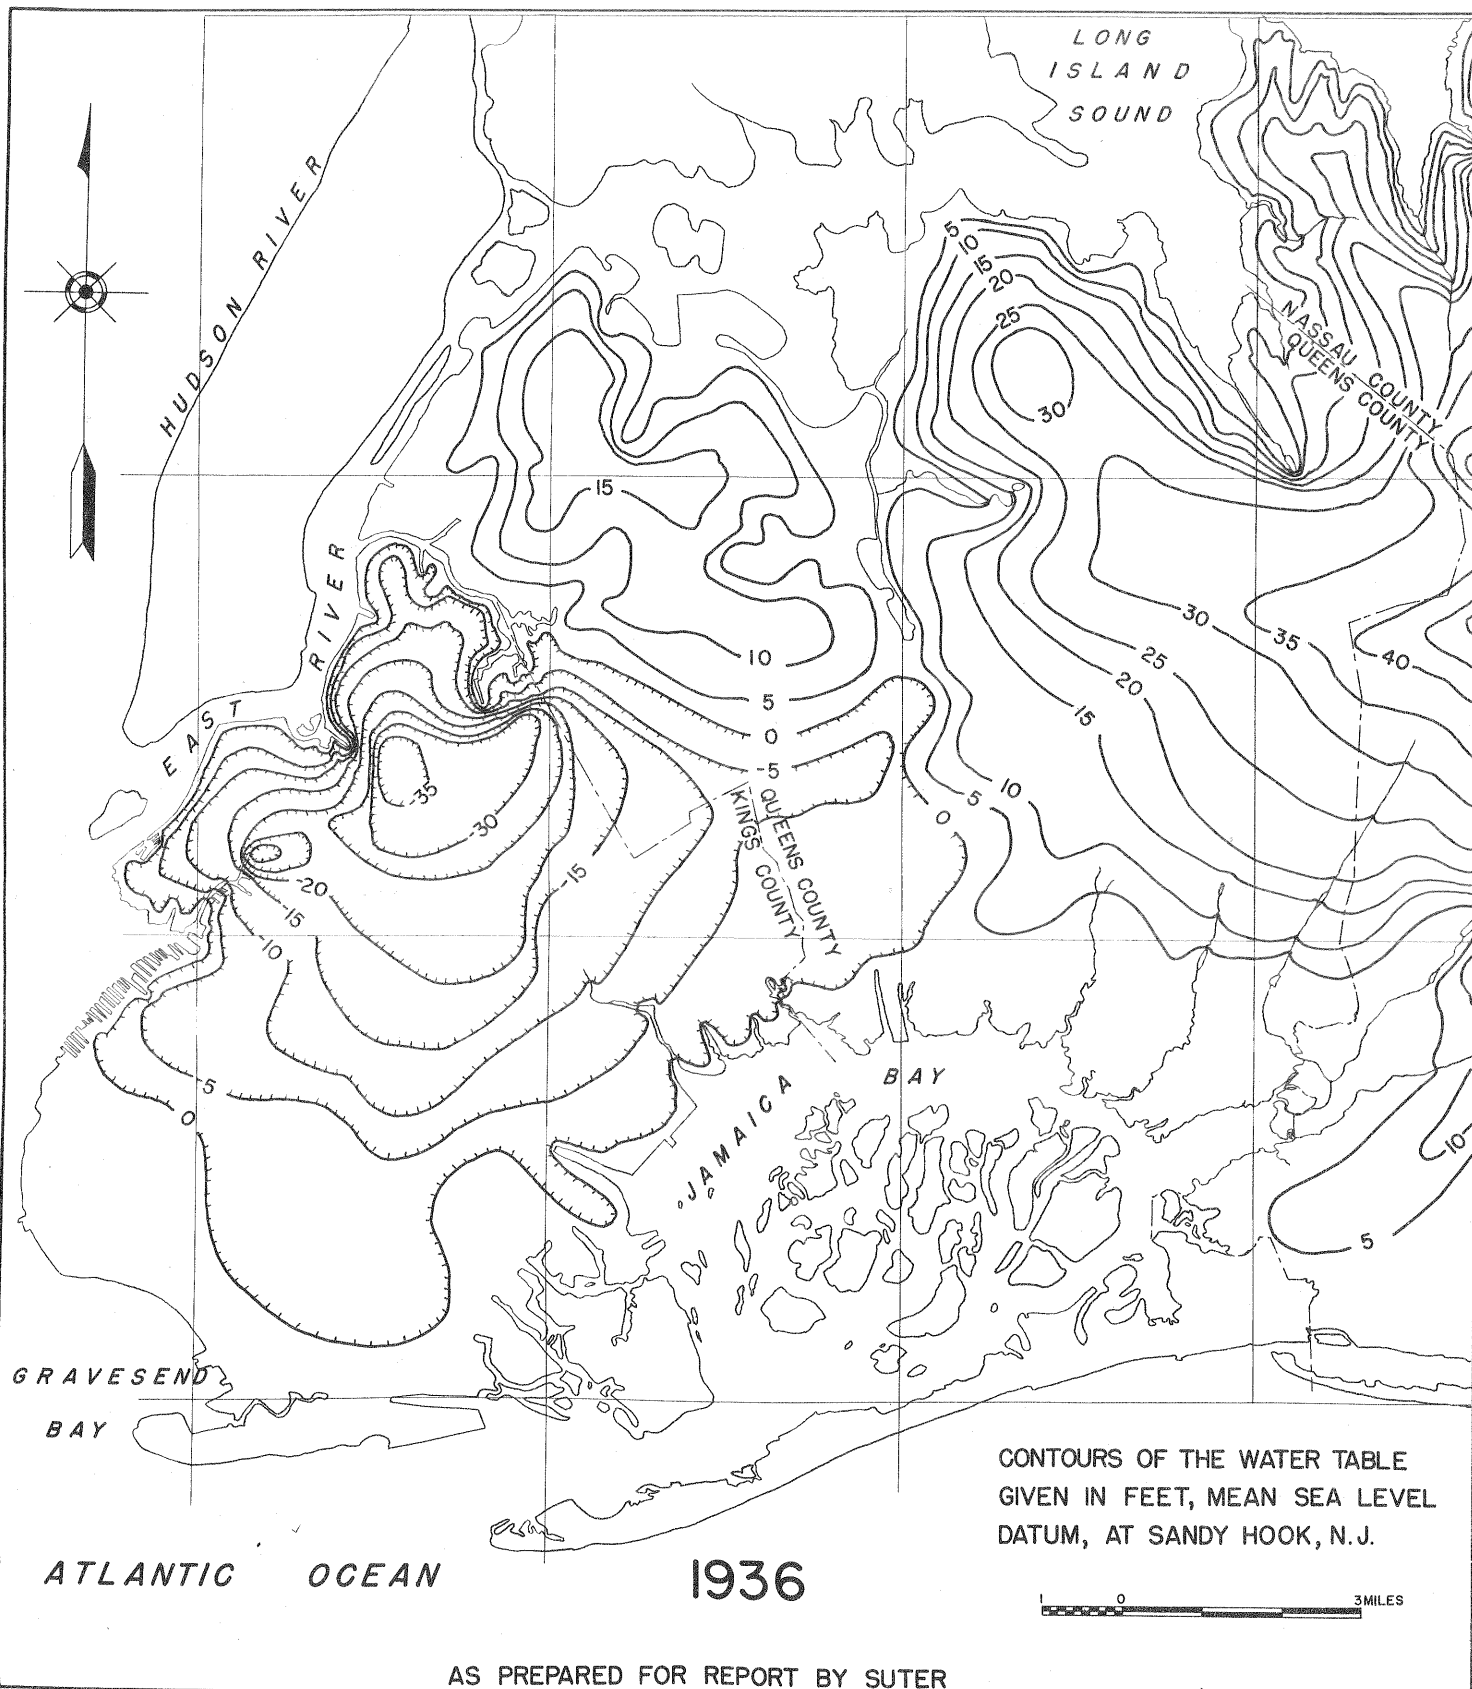 LONG
ISLAND
SOUND
HUDSON RIVER
5
10
15
20
25
30
NASSAU COUNTY
QUEENS COUNTY
15
EAST RIVER
10
5
0
-5
30
35
40
25
20
15
10
5
0
-35
-30
-20
-15
-15
-10
QUEENS COUNTY
KINGS COUNTY
-5
0
JAMAICA BAY
10
5
GRAVESEND
BAY
ATLANTIC OCEAN
1936
CONTOURS OF THE WATER TABLE
GIVEN IN FEET, MEAN SEA LEVEL
DATUM, AT SANDY HOOK, N.J.
1 0 3 MILES
AS PREPARED FOR REPORT BY SUTER